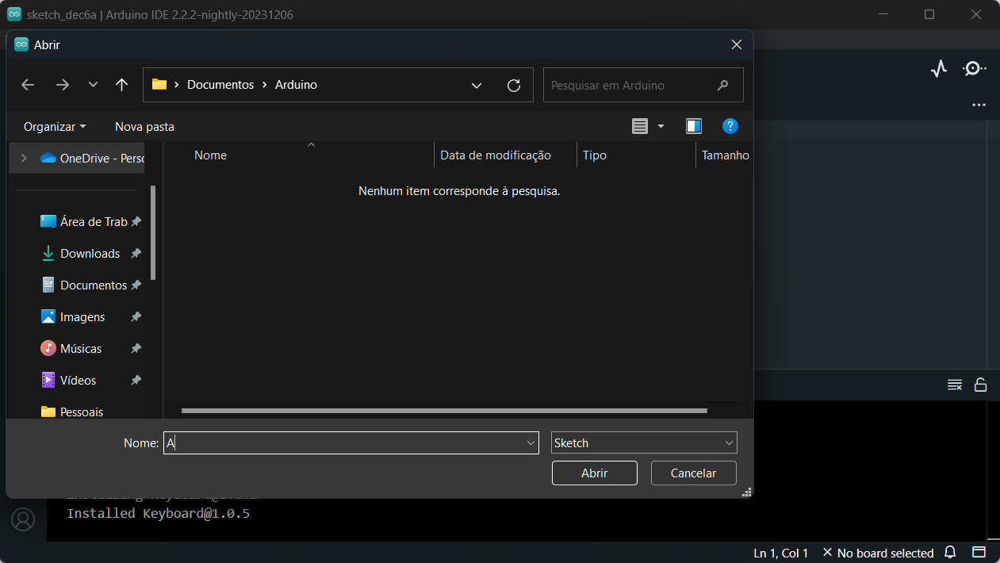 sketch_dec6a | Arduino IDE 2.2.2-nightly-20231206
Abrir
Documentos > Arduino
Pesquisar em Arduino
Organizar
Nova pasta
?
OneDrive - Perso
Nome
Data de modificação
Tipo
Tamanho
Nenhum item corresponde à pesquisa.
Área de Trab
Downloads
Documentos
Imagens
Músicas
Vídeos
Pessoais
Nome: A
Sketch
Abrir
Cancelar
Installed Keyboard@1.0.5
Ln 1, Col 1
No board selected